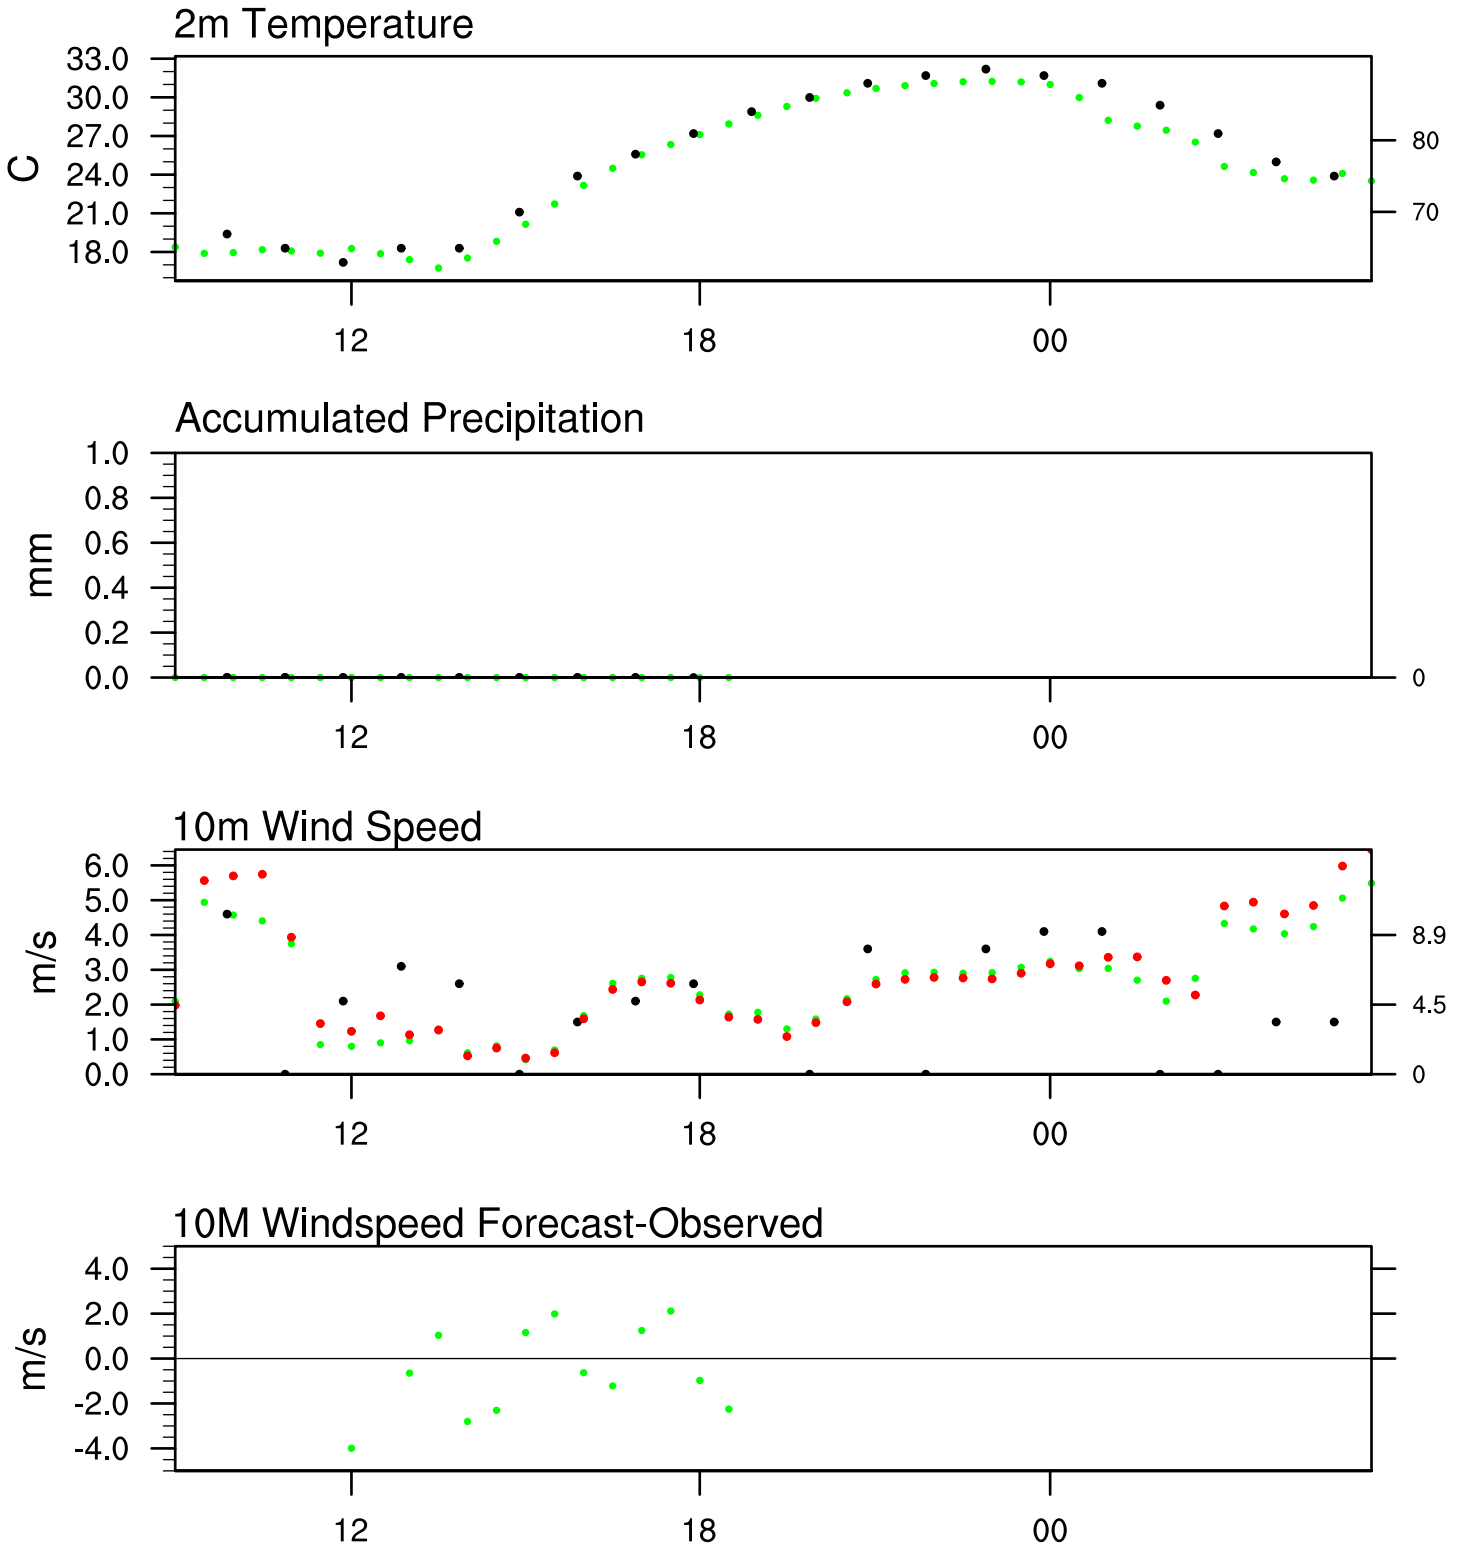 2m Temperature
33.0
30.0
27.0
24.0
21.0
18.0
C
80
70
12 18 00
Accumulated Precipitation
1.0
0.8
0.6
0.4
0.2
0.0
mm
0
12 18 00
10m Wind Speed
6.0
5.0
4.0
3.0
2.0
1.0
0.0
m/s
8.9
4.5
0
12 18 00
10M Windspeed Forecast-Observed
4.0
2.0
0.0
-2.0
-4.0
m/s
12 18 00